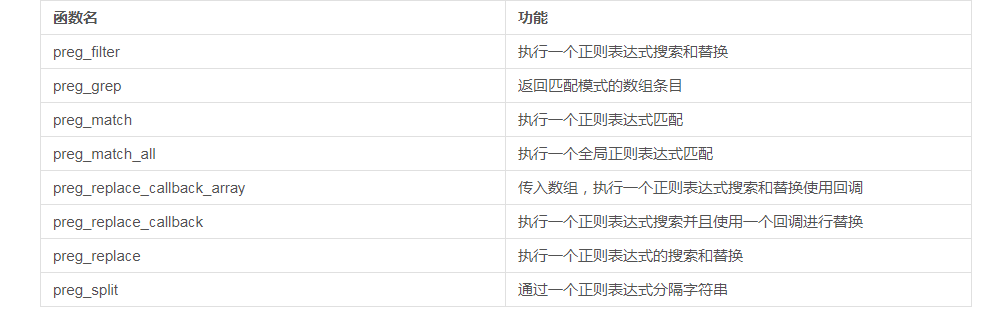 函数名 功能
preg_filter 执行一个正则表达式搜索和替换
preg_grep 返回匹配模式的数组条目
preg_match 执行一个正则表达式匹配
preg_match_all 执行一个全局正则表达式匹配
preg_replace_callback_array 传入数组，执行一个正则表达式搜索和替换使用回调
preg_replace_callback 执行一个正则表达式搜索并且使用一个回调进行替换
preg_replace 执行一个正则表达式的搜索和替换
preg_split 通过一个正则表达式分隔字符串